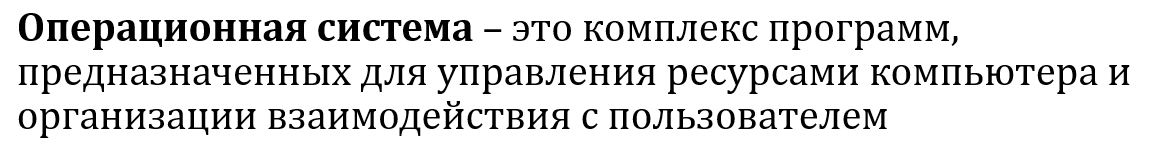 Операционная система – это комплекс программ,
предназначенных для управления ресурсами компьютера и
организации взаимодействия с пользователем